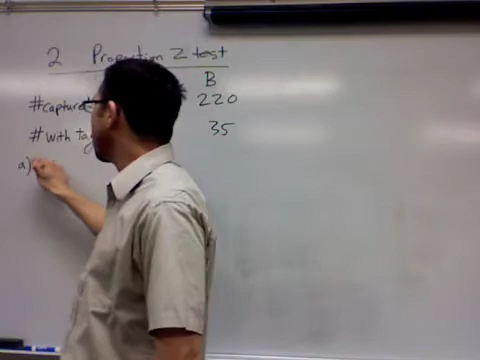 2 Proportion Z test
B
#captured 220
# with tag 35
a)